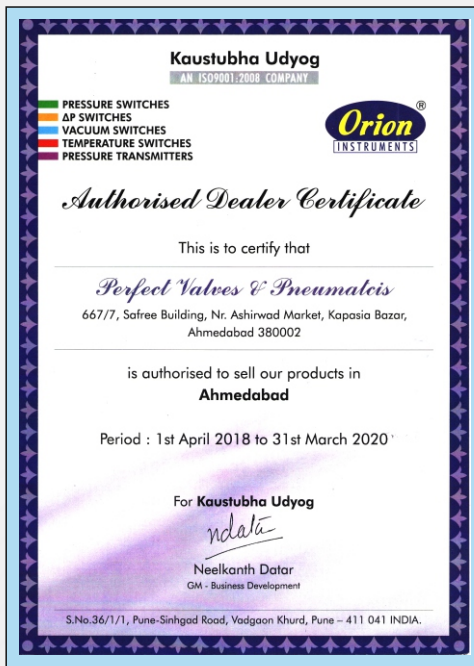 Kaustubha Udyog
AN ISO9001:2008 COMPANY
PRESSURE SWITCHES
ΔP SWITCHES
VACUUM SWITCHES
TEMPERATURE SWITCHES
PRESSURE TRANSMITTERS
Orion ®
INSTRUMENTS
Authorised Dealer Certificate
This is to certify that
Perfect Valves & Pneumatcis
667/7, Safree Building, Nr. Ashirwad Market, Kapasia Bazar,
Ahmedabad 380002
is authorised to sell our products in
Ahmedabad
Period : 1st April 2018 to 31st March 2020
For Kaustubha Udyog
Neelkanth Datar
GM - Business Development
S.No.36/1/1, Pune-Sinhgad Road, Vadgaon Khurd, Pune – 411 041 INDIA.